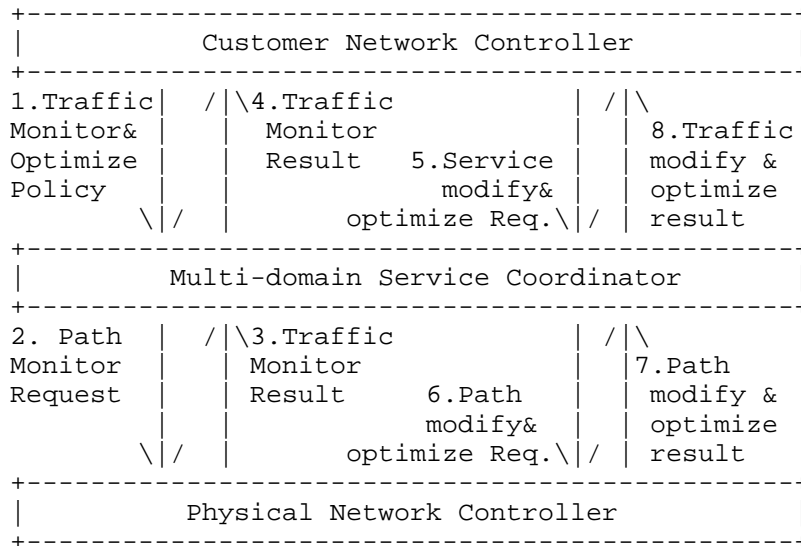 +------------------------------------------------
|           Customer Network Controller          |
+------------------------------------------------
1.Traffic|  /|\4.Traffic           | /|\
Monitor& |   |  Monitor            |  | 8.Traffic
Optimize |   |  Result   5.Service |  | modify &
Policy   |   |             modify& |  | optimize
        \|/  |       optimize Req.\|/ | result
+------------------------------------------------
|         Multi-domain Service Coordinator       |
+------------------------------------------------
2. Path  |  /|\3.Traffic           | /|\
Monitor  |   | Monitor             |  |7.Path
Request  |   | Result     6.Path   |  | modify &
         |   |            modify&  |  | optimize
        \|/  |       optimize Req.\|/ | result
+------------------------------------------------
|          Physical Network Controller           |
+------------------------------------------------